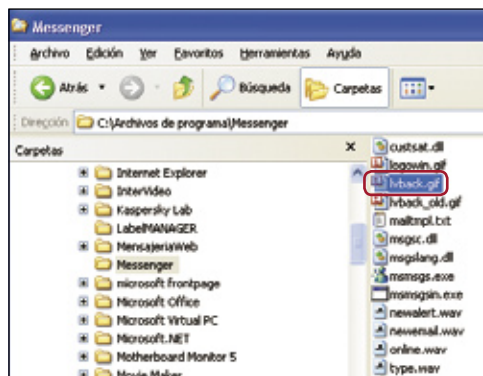 Messenger
Archivo Edición Ver Favoritos Herramientas Ayuda
Atrás Búsqueda Carpetas
Dirección C:\Archivos de programa\Messenger
Carpetas x
Internet Explorer
InterVideo
Kaspersky Lab
LabelMANAGER
MensajeriaWeb
Messenger
microsoft frontpage
Microsoft Office
Microsoft Virtual PC
Microsoft.NET
Motherboard Monitor 5
Movie Maker
custsat.dll
logowin.gif
lvback.gif
lvback_old.gif
mailtmpl.txt
msgsc.dll
msgslang.dll
msmsgs.exe
msmsgsin.exe
newalert.wav
newemail.wav
online.wav
type.wav